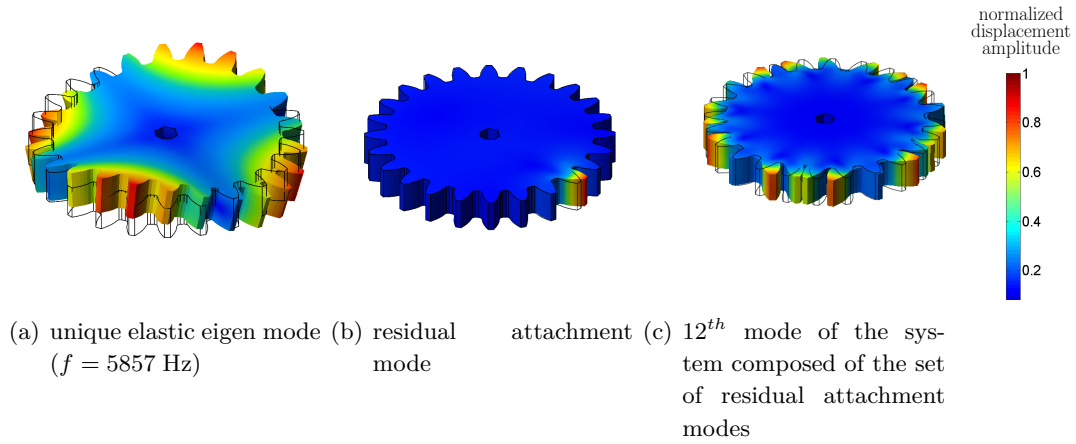 normalized
displacement
amplitude
1
0.8
0.6
0.4
0.2
(a) unique elastic eigen mode
(f = 5857 Hz)
(b) residual attachment
mode
(c) 12th mode of the sys-
tem composed of the set
of residual attachment
modes